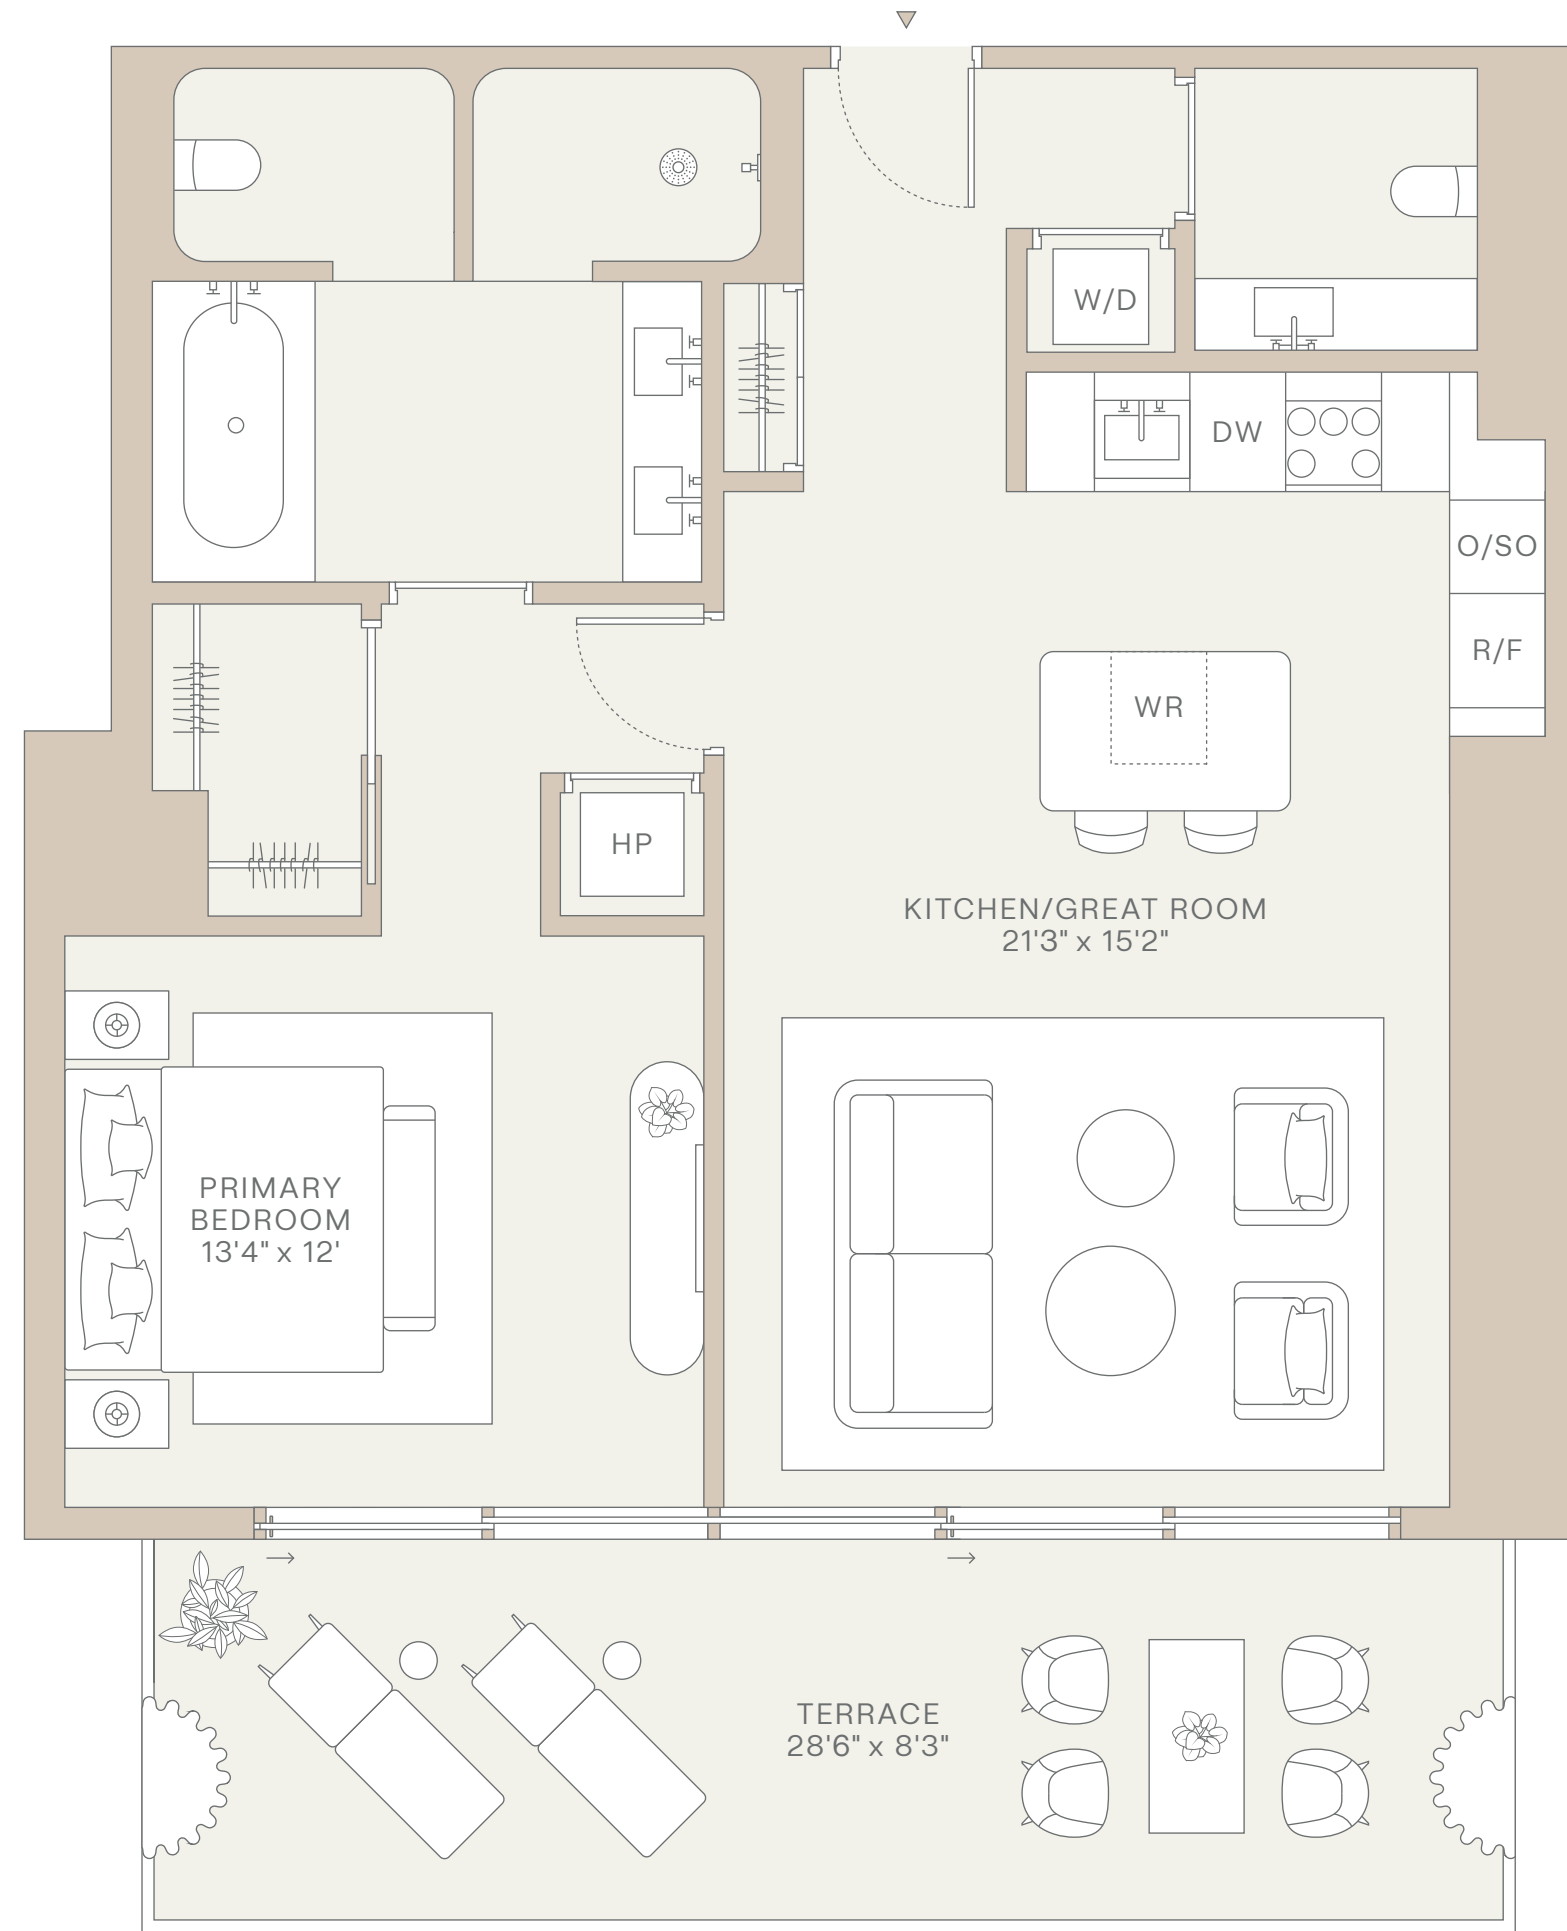 W/D
DW
O/SO
R/F
WR
HP
KITCHEN/GREAT ROOM
21'3" x 15'2"
PRIMARY
BEDROOM
13'4" x 12'
TERRACE
28'6" x 8'3"